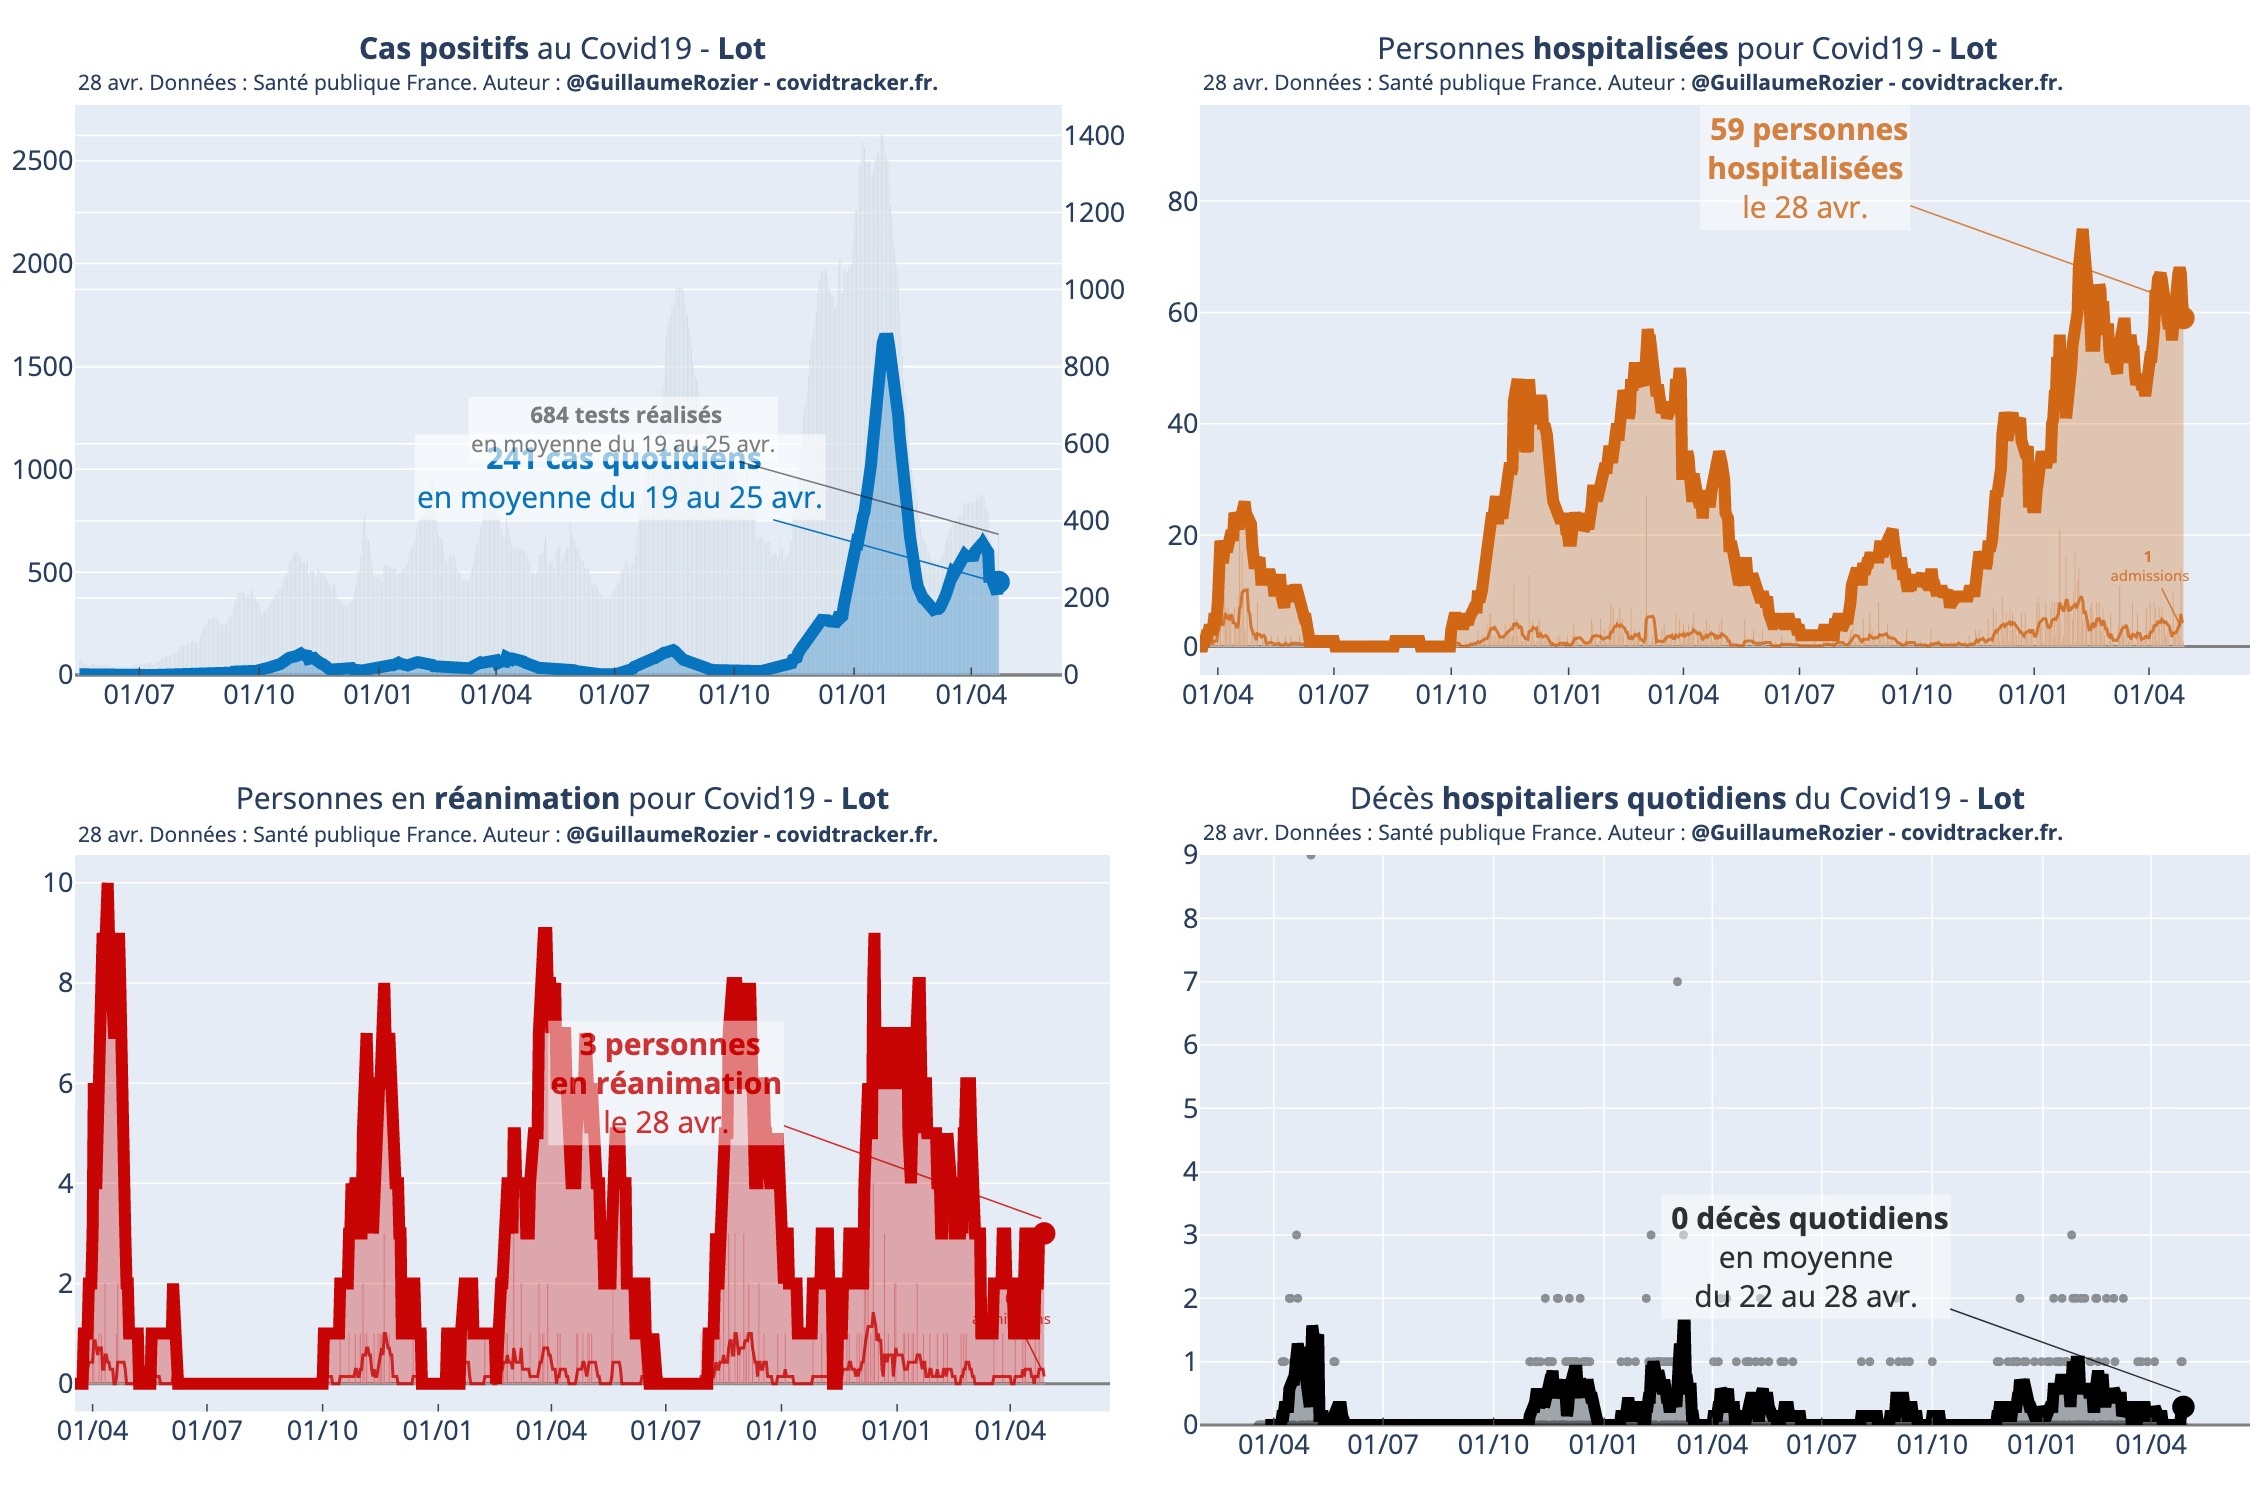 Cas positifs au Covid19 - Lot
28 avr. Données : Santé publique France. Auteur : @GuillaumeRozier - covidtracker.fr.
2500
2000
1500
1000
500
0
1400
1200
1000
800
600
400
200
0
684 tests réalisés
en moyenne du 19 au 25 avr.
241 cas quotidiens
en moyenne du 19 au 25 avr.
01/07 01/10 01/01 01/04 01/07 01/10 01/01 01/04
Personnes hospitalisées pour Covid19 - Lot
28 avr. Données : Santé publique France. Auteur : @GuillaumeRozier - covidtracker.fr.
80
60
40
20
0
59 personnes
hospitalisées
le 28 avr.
1
admissions
01/04 01/07 01/10 01/01 01/04 01/07 01/10 01/01 01/04
Personnes en réanimation pour Covid19 - Lot
28 avr. Données : Santé publique France. Auteur : @GuillaumeRozier - covidtracker.fr.
10
8
6
4
2
0
3 personnes
en réanimation
le 28 avr.
01/04 01/07 01/10 01/01 01/04 01/07 01/10 01/01 01/04
Décès hospitaliers quotidiens du Covid19 - Lot
28 avr. Données : Santé publique France. Auteur : @GuillaumeRozier - covidtracker.fr.
9
8
7
6
5
4
3
2
1
0
0 décès quotidiens
en moyenne
du 22 au 28 avr.
01/04 01/07 01/10 01/01 01/04 01/07 01/10 01/01 01/04